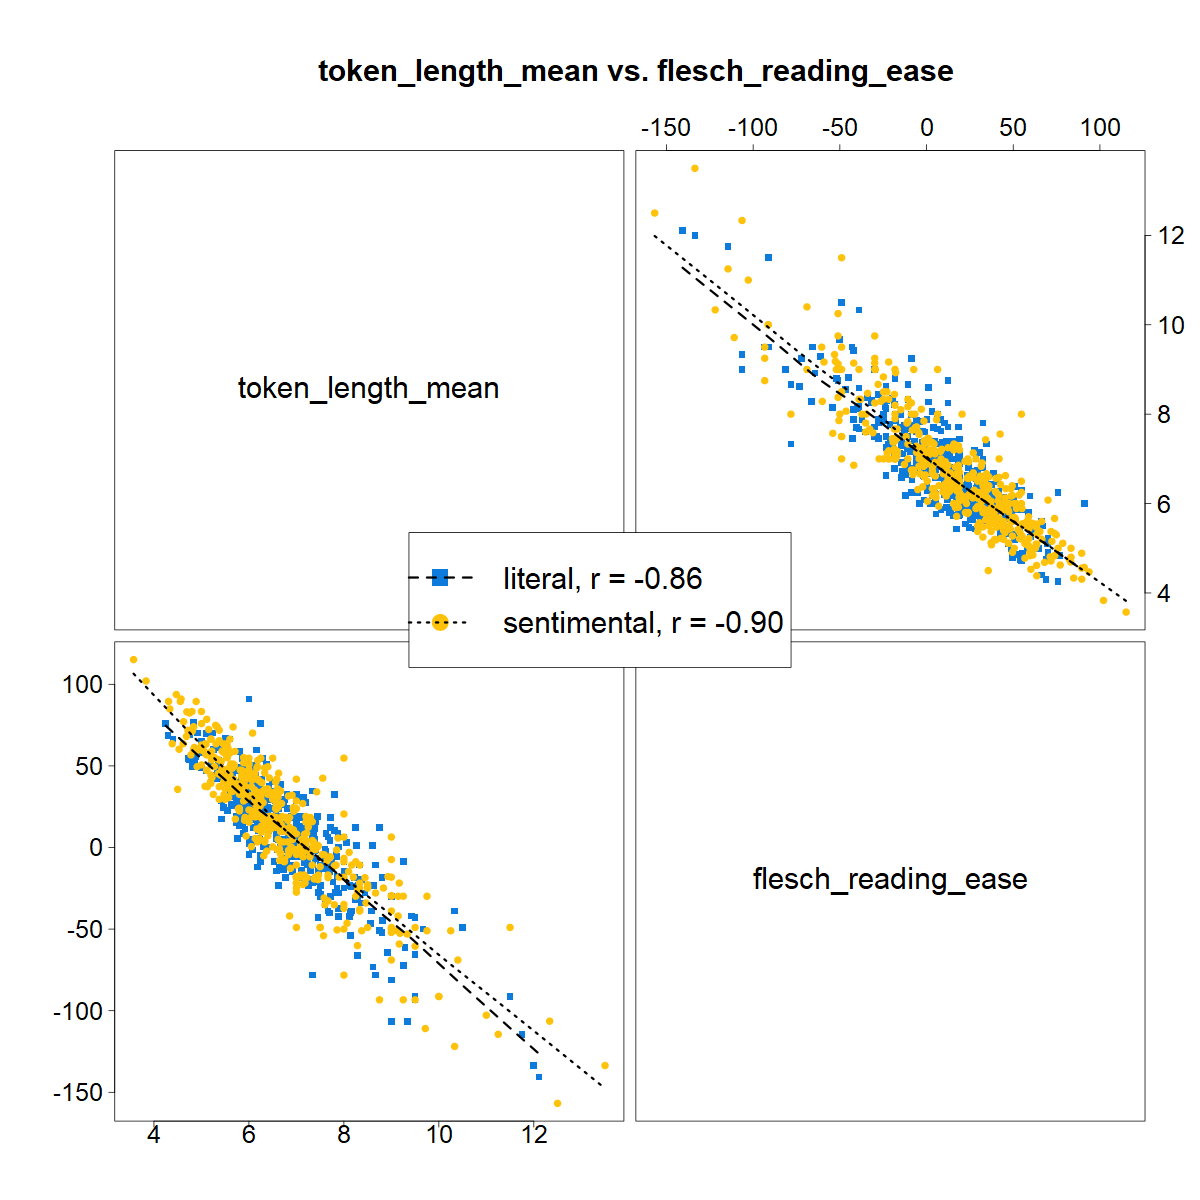 token_length_mean vs. flesch_reading_ease
-150 -100 -50 0 50 100
token_length_mean
12
10
8
6
4
literal, r = -0.86
sentimental, r = -0.90
100
50
0
-50
-100
-150
flesch_reading_ease
4 6 8 10 12